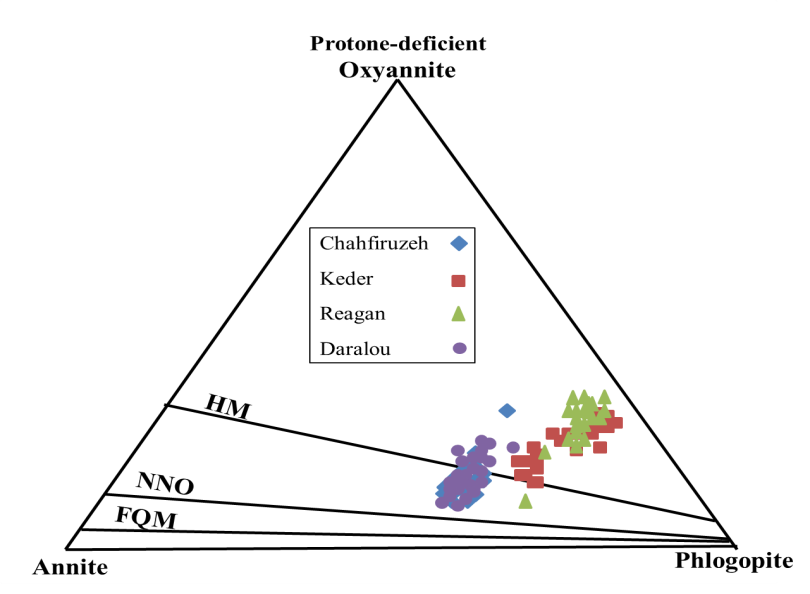 Protone-deficient
Oxyannite
Chahfiruzeh
Keder
Reagan
Daralou
HM
NNO
FQM
Annite
Phlogopite